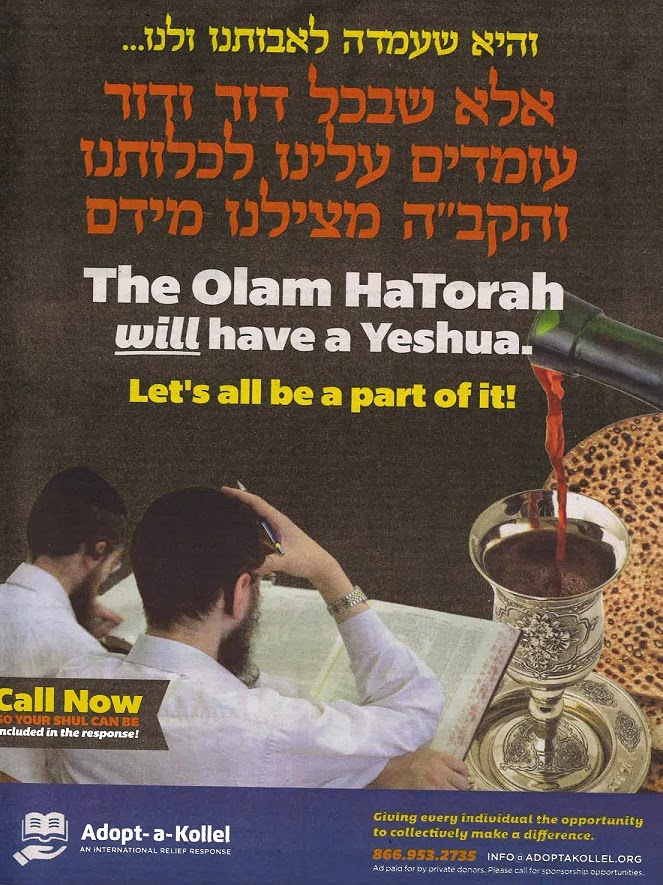 והיא שעמדה לאבותנו ולנו...
אלא שבכל דור ודור
עומדים עלינו לכלותנו
והקב"ה מצילנו מידם
The Olam HaTorah
will have a Yeshua.
Let's all be a part of it!
Call Now
SO YOUR SHUL CAN BE
included in the response!
Adopt-a-Kollel
AN INTERNATIONAL RELIEF RESPONSE
Giving every individual the opportunity
to collectively make a difference.
866.953.2735 INFO@ADOPTAKOLLEL.ORG
Ad paid for by private donors. Please call for sponsorship opportunities.